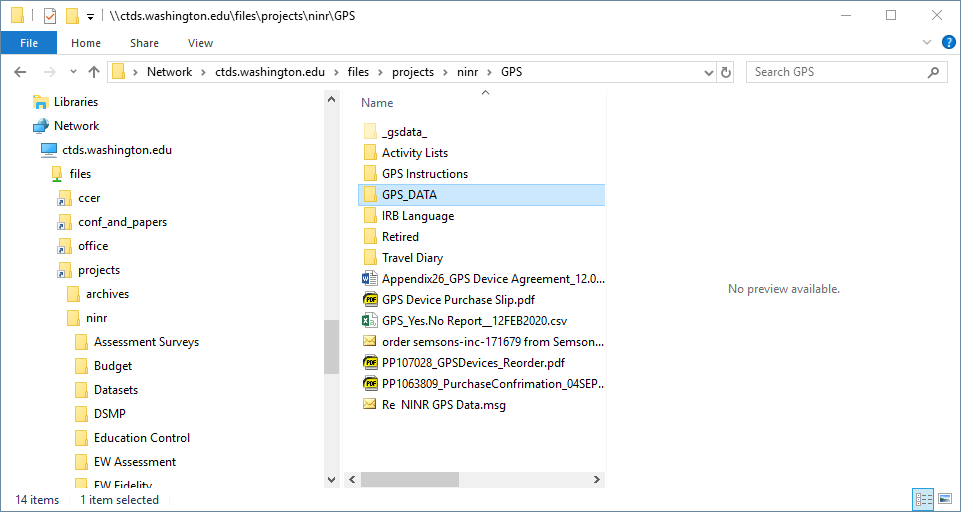 \\ctds.washington.edu\files\projects\ninr\GPS
File Home Share View
Network > ctds.washington.edu > files > projects > ninr > GPS
Search GPS
Libraries
Network
ctds.washington.edu
files
ccer
conf_and_papers
office
projects
archives
ninr
Assessment Surveys
Budget
Datasets
DSMP
Education Control
EW Assessment
EW Fidelity
Name
_gsdata_
Activity Lists
GPS Instructions
GPS_DATA
IRB Language
Retired
Travel Diary
Appendix26_GPS Device Agreement_12.0...
GPS Device Purchase Slip.pdf
GPS_Yes.No Report__12FEB2020.csv
order semsons-inc-171679 from Semson...
PP107028_GPSDevices_Reorder.pdf
PP1063809_PurchaseConfrimation_04SEP...
Re  NINR GPS Data.msg
No preview available.
14 items 1 item selected